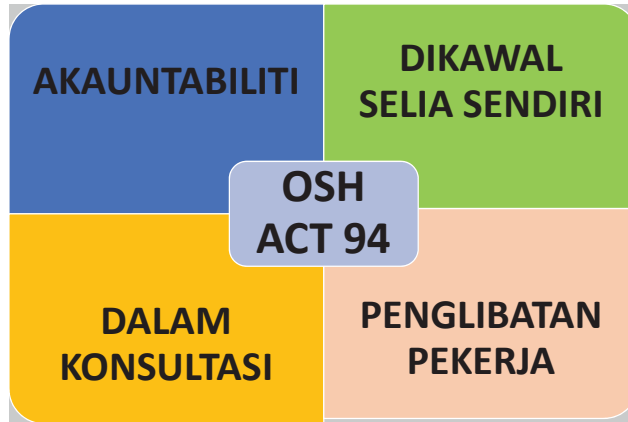 AKAUNTABILITI
DIKAWAL
SELIA SENDIRI
OSH
ACT 94
DALAM
KONSULTASI
PENGLIBATAN
PEKERJA